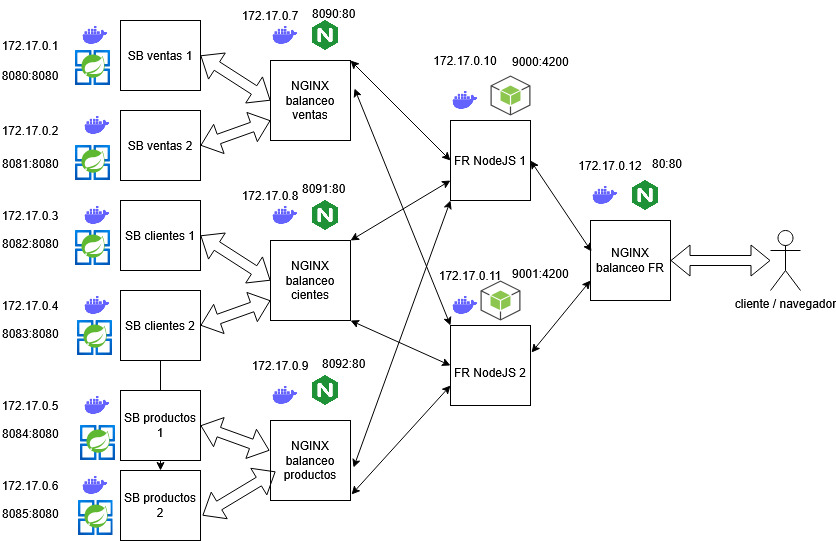 172.17.0.1
8080:8080
SB ventas 1
172.17.0.2
8081:8080
SB ventas 2
172.17.0.3
8082:8080
SB clientes 1
172.17.0.4
8083:8080
SB clientes 2
172.17.0.5
8084:8080
SB productos
1
172.17.0.6
8085:8080
SB productos
2
172.17.0.7
8090:80
N
NGINX
balanceo
ventas
172.17.0.8
8091:80
N
NGINX
balanceo
cientes
172.17.0.9
8092:80
N
NGINX
balanceo
productos
172.17.0.10
9000:4200
FR NodeJS 1
172.17.0.11
9001:4200
FR NodeJS 2
172.17.0.12
80:80
N
NGINX
balanceo FR
cliente / navegador